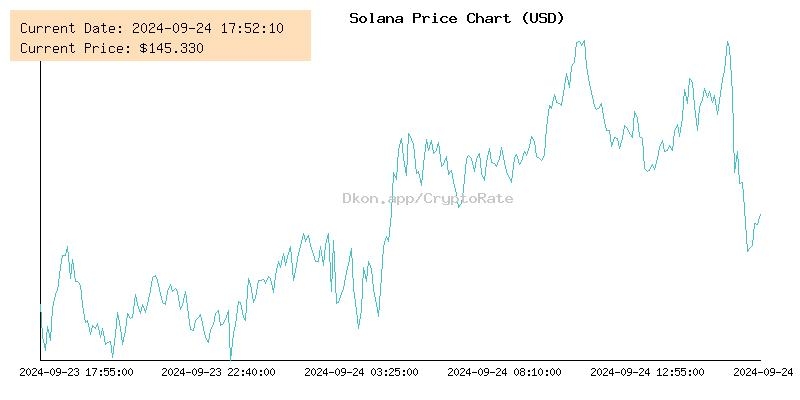 Solana Price Chart (USD)
Current Date: 2024-09-24 17:52:10
Current Price: $145.330
Dkon.app/CryptoRate
2024-09-23 17:55:00
2024-09-23 22:40:00
2024-09-24 03:25:00
2024-09-24 08:10:00
2024-09-24 12:55:00
2024-09-24